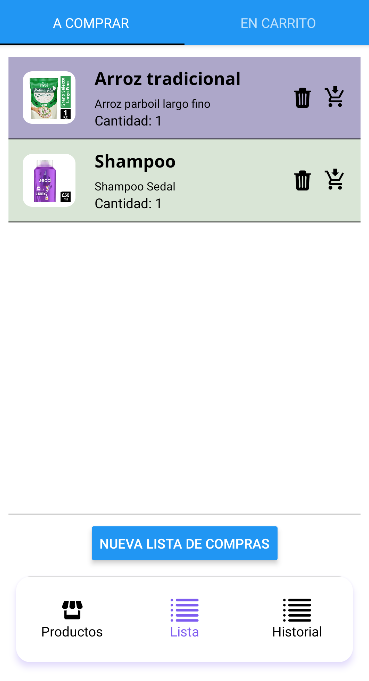 A COMPRAR
EN CARRITO
Arroz tradicional
Arroz parboil largo fino
Cantidad: 1
Shampoo
Shampoo Sedal
Cantidad: 1
NUEVA LISTA DE COMPRAS
Productos
Lista
Historial